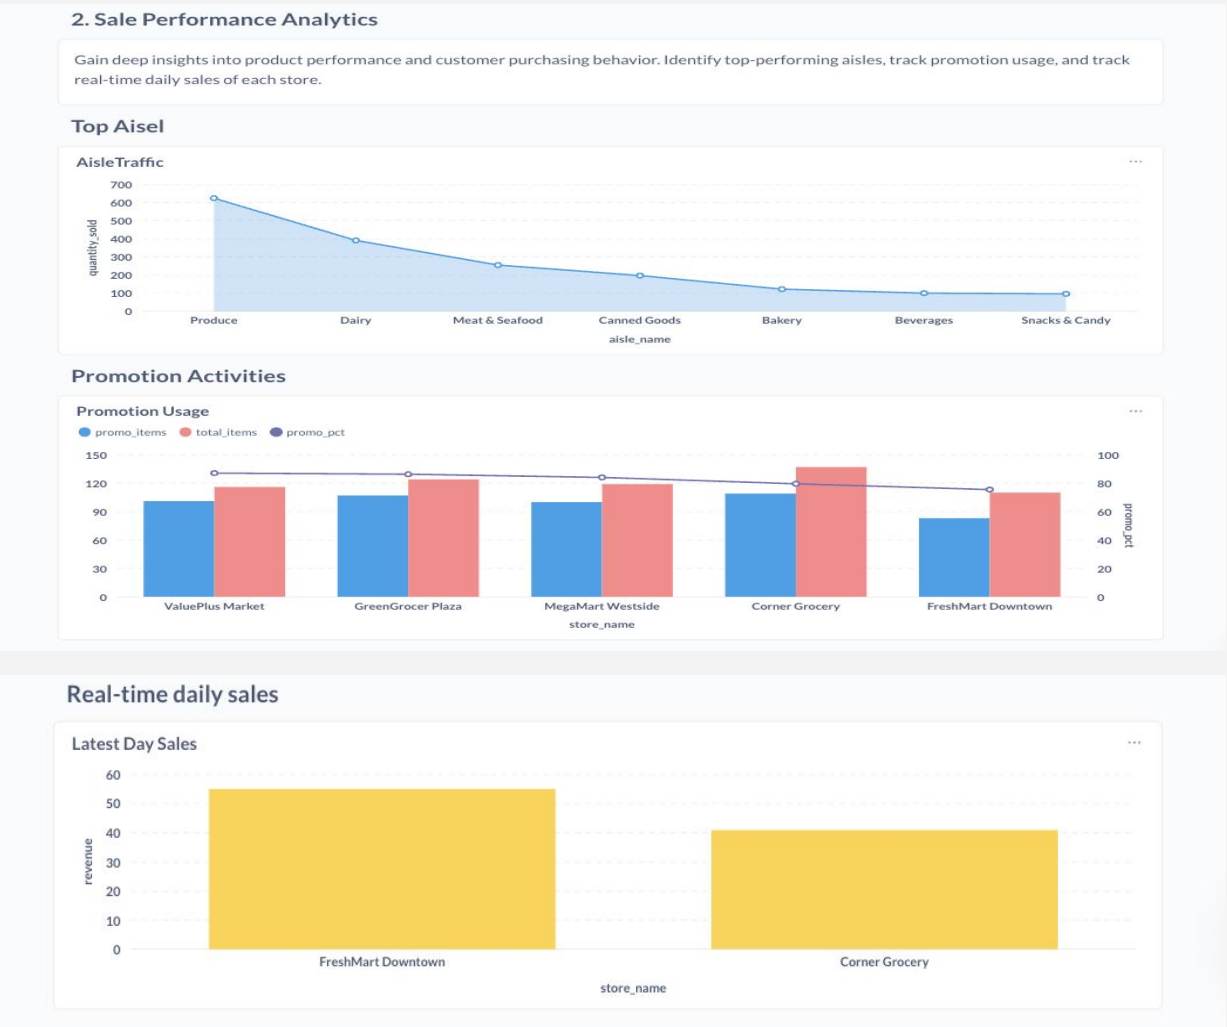 2. Sale Performance Analytics
Gain deep insights into product performance and customer purchasing behavior. Identify top-performing aisles, track promotion usage, and track
real-time daily sales of each store.
Top Aisel
AisleTraffic
...
700
600
500
400
300
200
100
0
quantity_sold
Produce Dairy Meat & Seafood Canned Goods Bakery Beverages Snacks & Candy
aisle_name
Promotion Activities
Promotion Usage
...
promo_items total_items promo_pct
150
120
90
60
30
0
100
80
60
40
20
0
promo_pct
ValuePlus Market GreenGrocer Plaza MegaMart Westside Corner Grocery FreshMart Downtown
store_name
Real-time daily sales
Latest Day Sales
...
60
50
40
30
20
10
0
revenue
FreshMart Downtown Corner Grocery
store_name